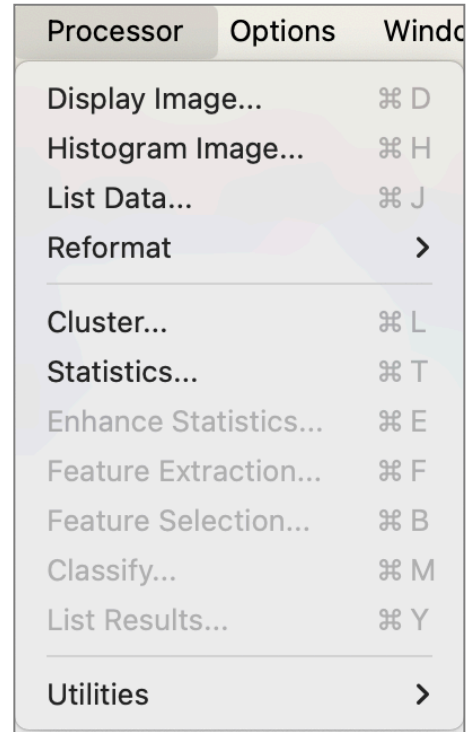 Processor Options Windo
Display Image... ⌘ D
Histogram Image... ⌘ H
List Data... ⌘ J
Reformat >
Cluster... ⌘ L
Statistics... ⌘ T
Enhance Statistics... ⌘ E
Feature Extraction... ⌘ F
Feature Selection... ⌘ B
Classify... ⌘ M
List Results... ⌘ Y
Utilities >